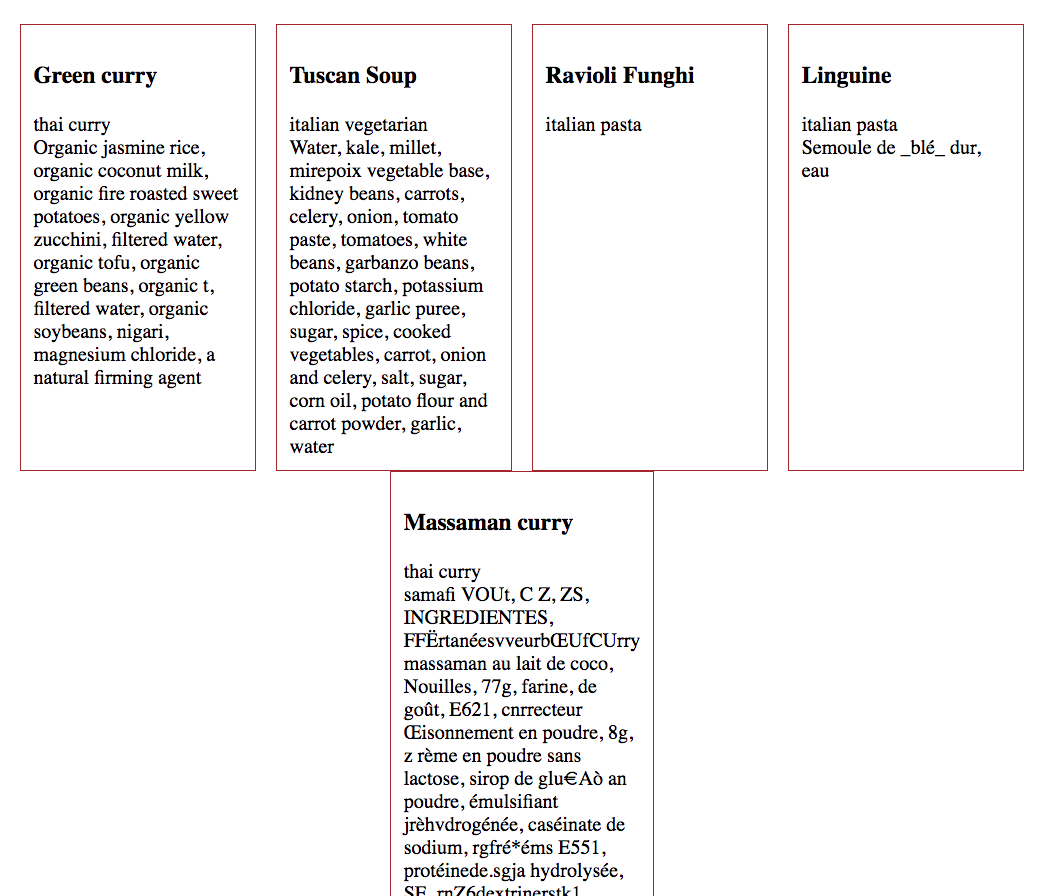 Green curry
thai curry
Organic jasmine rice,
organic coconut milk,
organic fire roasted sweet
potatoes, organic yellow
zucchini, filtered water,
organic tofu, organic
green beans, organic t,
filtered water, organic
soybeans, nigari,
magnesium chloride, a
natural firming agent
Tuscan Soup
italian vegetarian
Water, kale, millet,
mirepoix vegetable base,
kidney beans, carrots,
celery, onion, tomato
paste, tomatoes, white
beans, garbanzo beans,
potato starch, potassium
chloride, garlic puree,
sugar, spice, cooked
vegetables, carrot, onion
and celery, salt, sugar,
corn oil, potato flour and
carrot powder, garlic,
water
Ravioli Funghi
italian pasta
Linguine
italian pasta
Semoule de _blé_ dur,
eau
Massaman curry
thai curry
samafi VOUt, C Z, ZS,
INGREDIENTES,
FFËrtanéesvveurbŒUfCUrry
massaman au lait de coco,
Nouilles, 77g, farine, de
goût, E621, cnrrecteur
Œisonnement en poudre, 8g,
z rème en poudre sans
lactose, sirop de glu€Aò an
poudre, émulsifiant
jrèhvdrogénée, caséinate de
sodium, rgfré*éms E551,
protéinede.sgja hydrolysée,